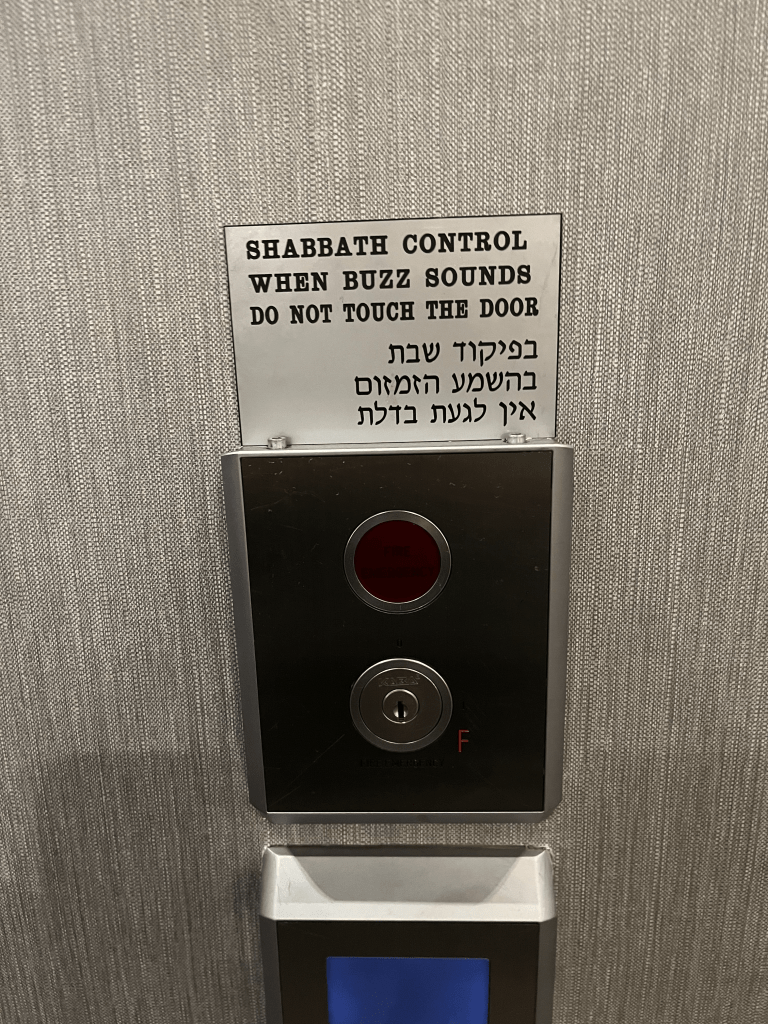 SHABBATH CONTROL
WHEN BUZZ SOUNDS
DO NOT TOUCH THE DOOR
בפיקוד שבת
בהשמע הזמזום
אין לגעת בדלת
F